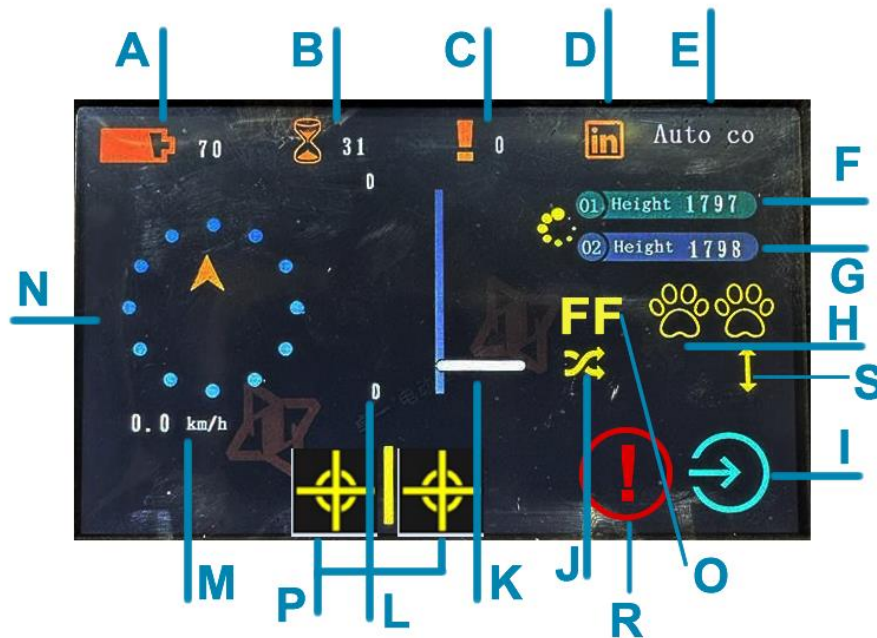 A B C D E
70 31 0 in Auto co
D
01 Height 1797 F
02 Height 1798 G
N
FF H
S
D
0.0 km/h
! I
M P L K J R O